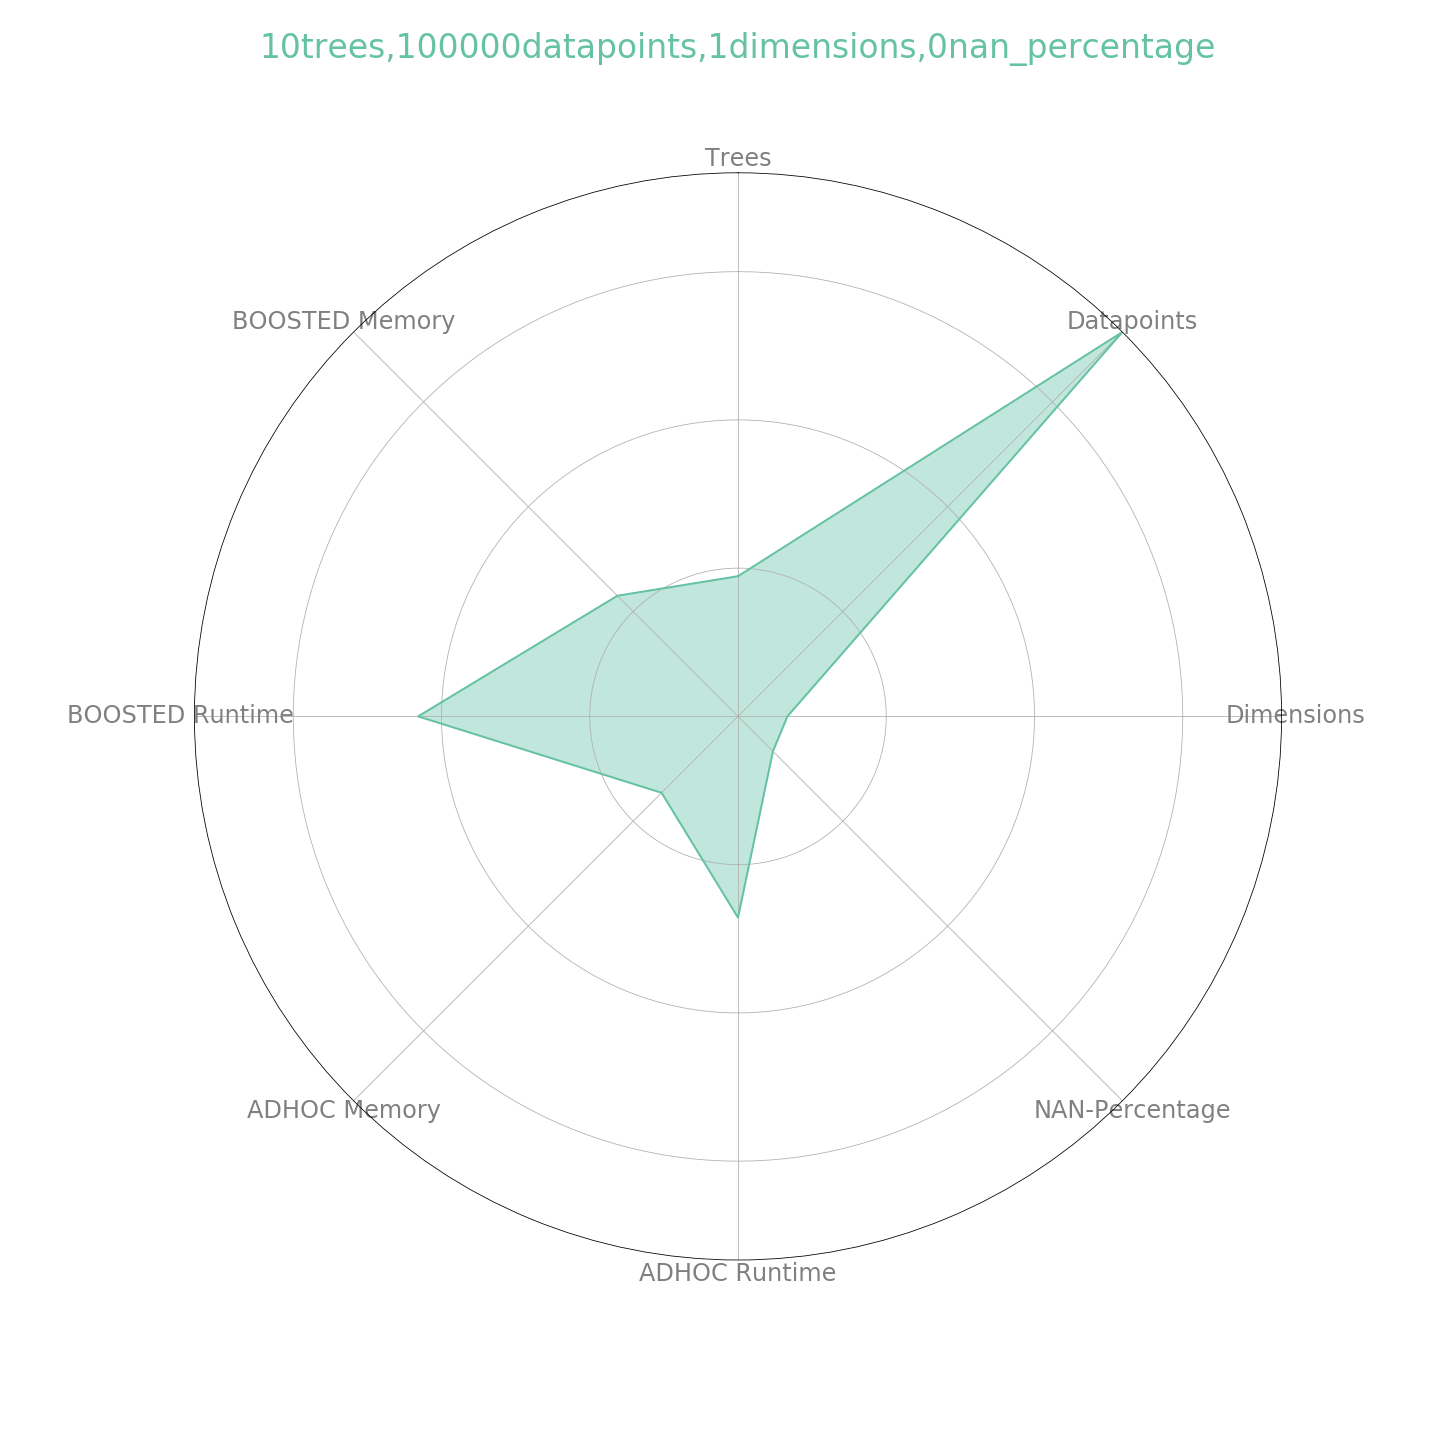 10trees,100000datapoints,1dimensions,0nan_percentage
Trees
BOOSTED Memory
Datapoints
BOOSTED Runtime
Dimensions
ADHOC Memory
NAN-Percentage
ADHOC Runtime